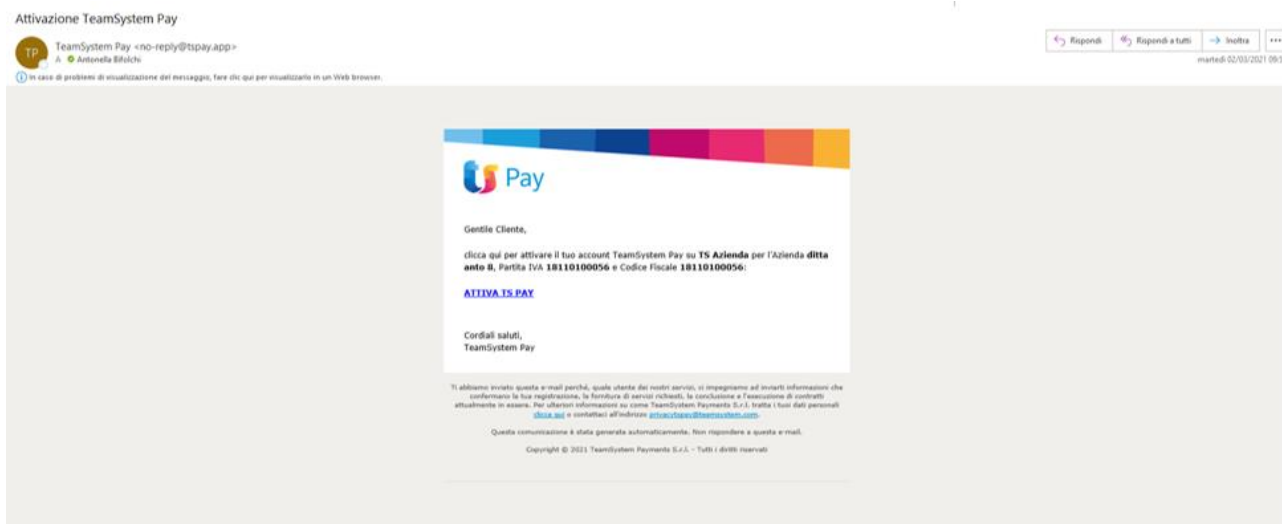 Attivazione TeamSystem Pay
TP
TeamSystem Pay <no-reply@tspay.app>
A Antonella Bifolchi
Rispondi Rispondi a tutti Inoltra
martedì 02/03/2021
In caso di problemi di visualizzazione del messaggio, fare clic qui per visualizzarlo in un Web browser.
ts Pay
Gentile Cliente,
clicca qui per attivare il tuo account TeamSystem Pay su TS Azienda per l'Azienda ditta
anto 8, Partita IVA 18110100056 e Codice Fiscale 18110100056:
ATTIVA TS PAY
Cordiali saluti,
TeamSystem Pay
Ti abbiamo inviato questa e-mail perché, quale utente dei nostri servizi, ci impegniamo ad inviarti informazioni che
confermano la tua registrazione, la fornitura di servizi richiesti, la conclusione e l'esecuzione di contratti
attualmente in essere. Per ulteriori informazioni su come TeamSystem Payments S.r.l. tratta i tuoi dati personali
clicca qui o contattaci all'indirizzo privacytspay@teamsystem.com.
Questa comunicazione è stata generata automaticamente. Non rispondere a questa e-mail.
Copyright © 2021 TeamSystem Payments S.r.l. - Tutti i diritti riservati